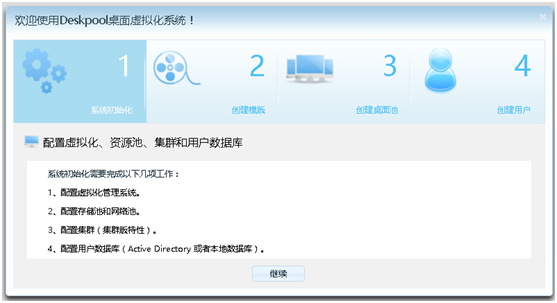 欢迎使用Deskpool桌面虚拟化系统！
1
系统初始化
2
创建模版
3
创建桌面池
4
创建用户
配置虚拟化、资源池、集群和用户数据库
系统初始化需要完成以下几项工作：
1、配置虚拟化管理系统。
2、配置存储池和网络池。
3、配置集群（集群版特性）。
4、配置用户数据库（Active Directory 或者本地数据库）。
继续